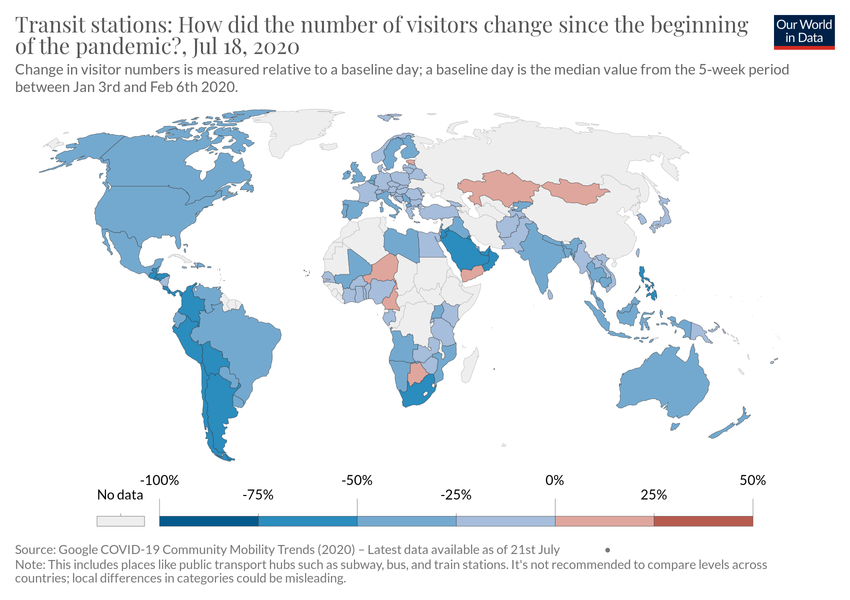 Transit stations: How did the number of visitors change since the beginning
of the pandemic?, Jul 18, 2020
Our World
in Data
Change in visitor numbers is measured relative to a baseline day; a baseline day is the median value from the 5-week period
between Jan 3rd and Feb 6th 2020.
-100% -50% 0% 50%
No data -75% -25% 25%
Source: Google COVID-19 Community Mobility Trends (2020) – Latest data available as of 21st July
Note: This includes places like public transport hubs such as subway, bus, and train stations. It's not recommended to compare levels across
countries; local differences in categories could be misleading.